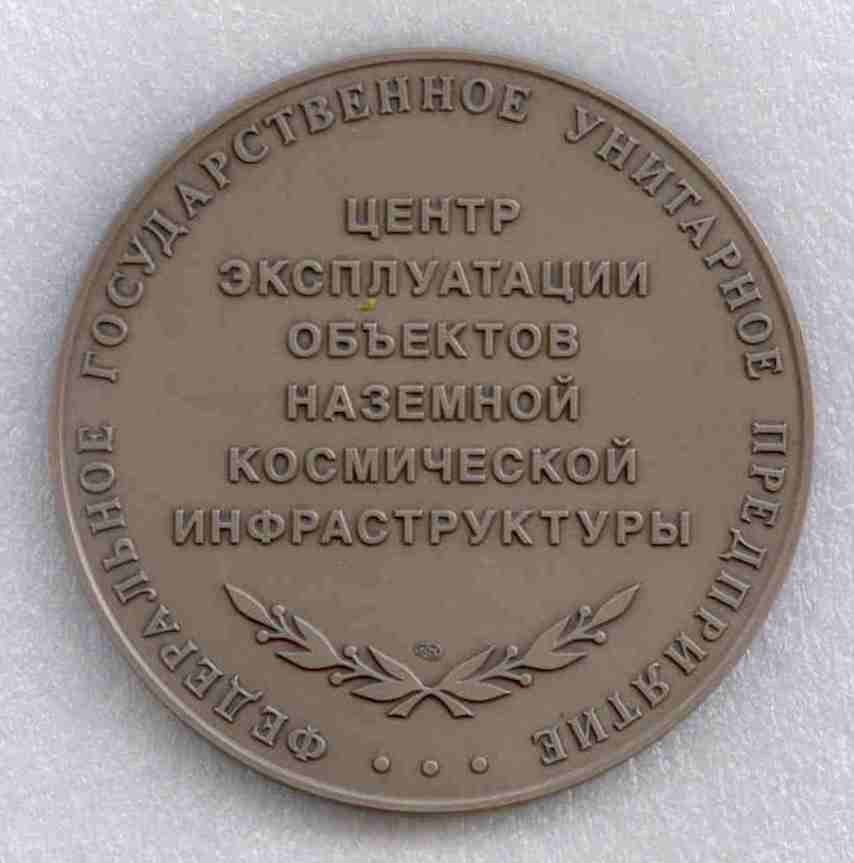 ФЕДЕРАЛЬНОЕ ГОСУДАРСТВЕННОЕ УНИТАРНОЕ ПРЕДПРИЯТИЕ
ЦЕНТР
ЭКСПЛУАТАЦИИ
ОБЪЕКТОВ
НАЗЕМНОЙ
КОСМИЧЕСКОЙ
ИНФРАСТРУКТУРЫ